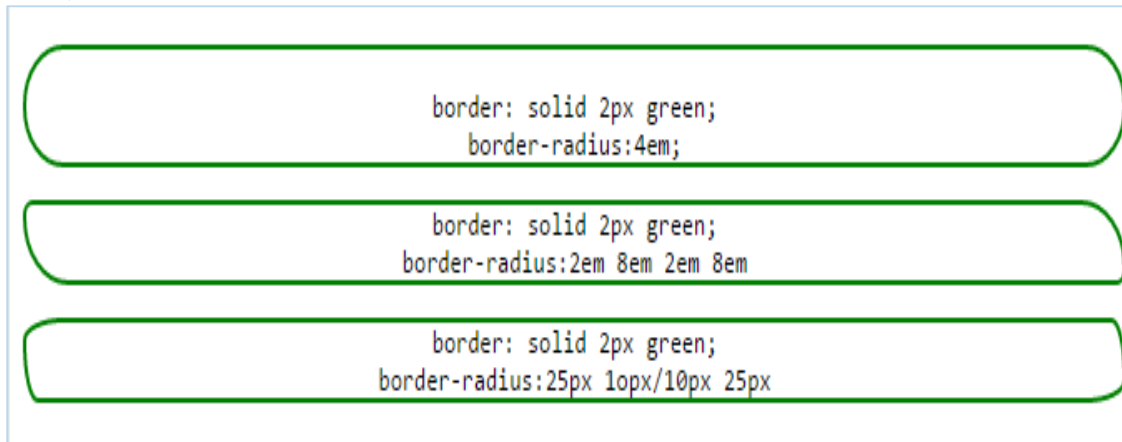 border: solid 2px green;
border-radius:4em;
border: solid 2px green;
border-radius:2em 8em 2em 8em
border: solid 2px green;
border-radius:25px 1opx/10px 25px